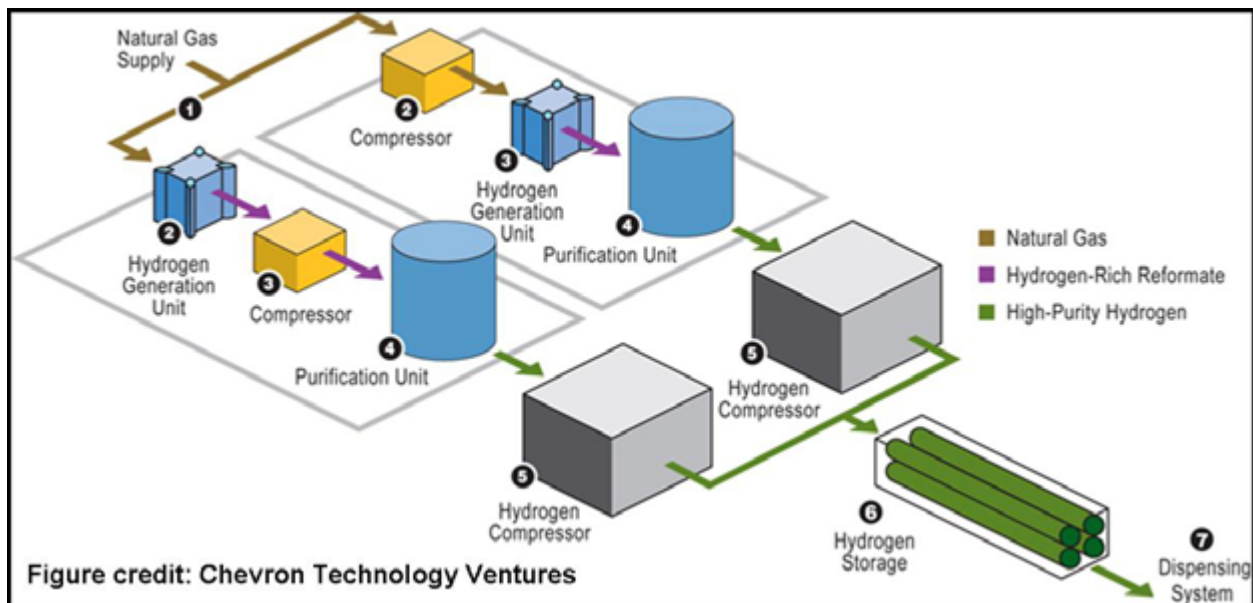 Natural Gas
Supply
1
2
Compressor
3
Hydrogen
Generation
Unit
4
Purification Unit
2
Hydrogen
Generation
Unit
3
Compressor
4
Purification Unit
5
Hydrogen
Compressor
5
Hydrogen
Compressor
Natural Gas
Hydrogen-Rich Reformate
High-Purity Hydrogen
6
Hydrogen
Storage
7
Dispensing
System
Figure credit: Chevron Technology Ventures